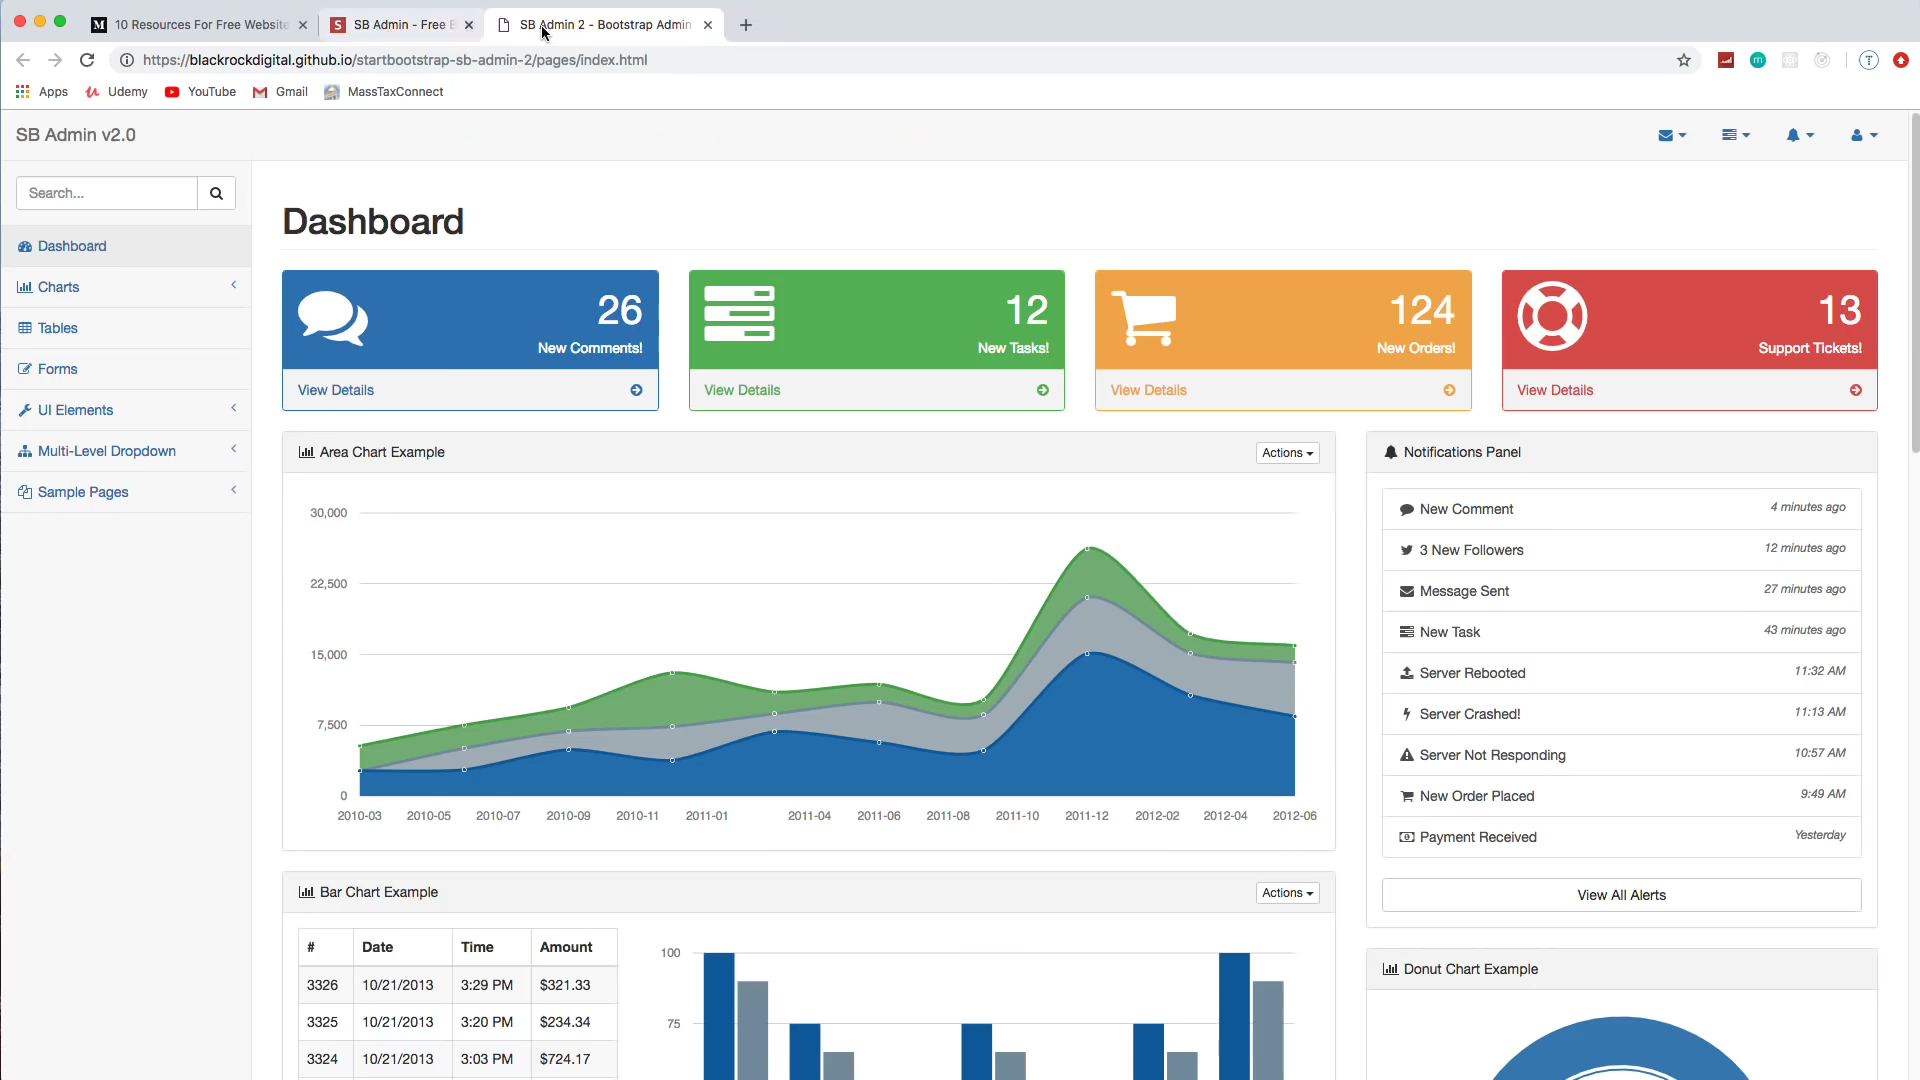 10 Resources For Free Website
SB Admin - Free B
SB Admin 2 - Bootstrap Admin
https://blackrockdigital.github.io/startbootstrap-sb-admin-2/pages/index.html
Apps
Udemy
YouTube
Gmail
MassTaxConnect
SB Admin v2.0
Search...
Dashboard
Charts
Tables
Forms
UI Elements
Multi-Level Dropdown
Sample Pages
Dashboard
26
New Comments!
View Details
12
New Tasks!
View Details
124
New Orders!
View Details
13
Support Tickets!
View Details
Area Chart Example
Actions
30,000
22,500
15,000
7,500
0
2010-03 2010-05 2010-07 2010-09 2010-11 2011-01 2011-04 2011-06 2011-08 2011-10 2011-12 2012-02 2012-04 2012-06
Notifications Panel
New Comment 4 minutes ago
3 New Followers 12 minutes ago
Message Sent 27 minutes ago
New Task 43 minutes ago
Server Rebooted 11:32 AM
Server Crashed! 11:13 AM
Server Not Responding 10:57 AM
New Order Placed 9:49 AM
Payment Received Yesterday
View All Alerts
Bar Chart Example
Actions
# Date Time Amount
3326 10/21/2013 3:29 PM $321.33
3325 10/21/2013 3:20 PM $234.34
3324 10/21/2013 3:03 PM $724.17
100
75
Donut Chart Example